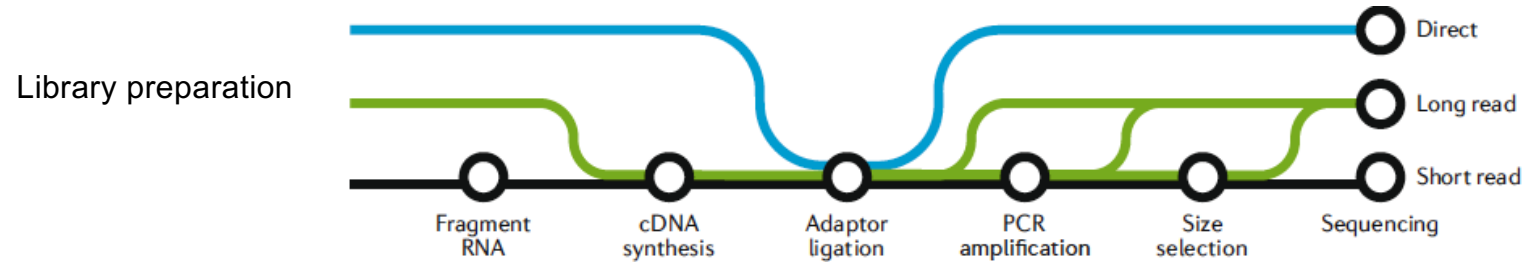 Direct
Library preparation
Long read
Short read
Fragment
RNA
cDNA
synthesis
Adaptor
ligation
PCR
amplification
Size
selection
Sequencing